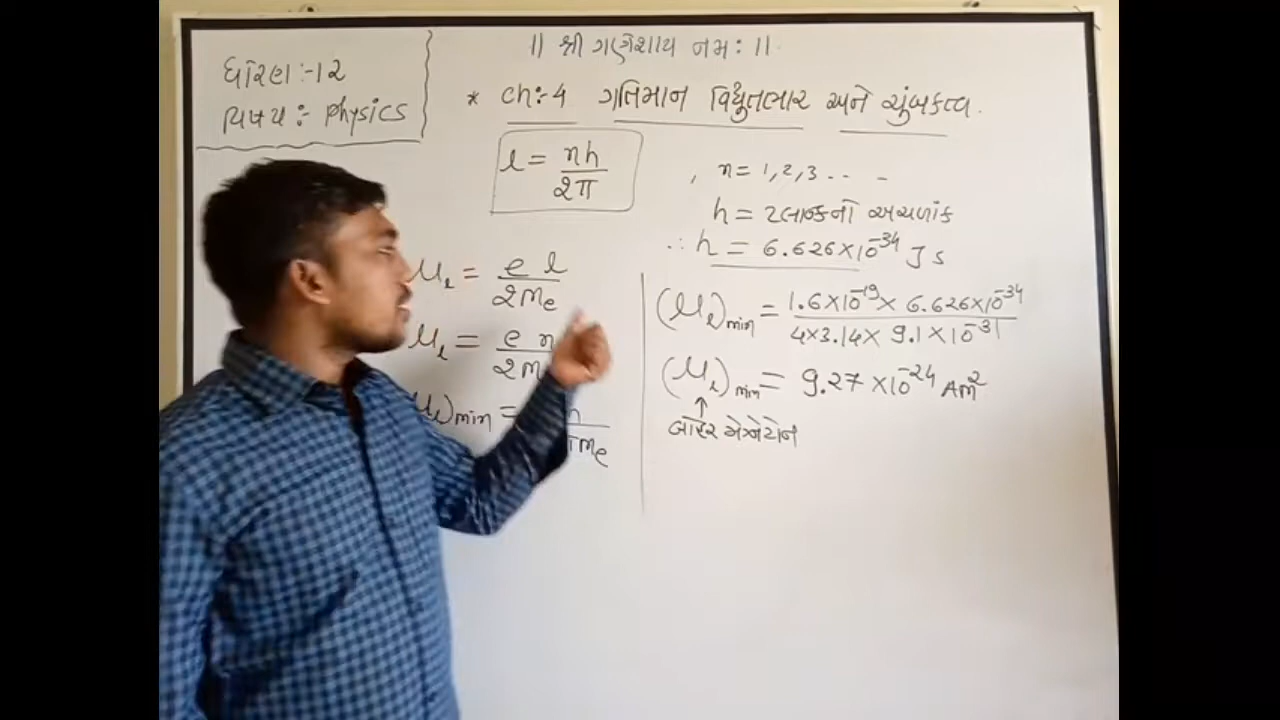 ॥ શ્રી ગણેશાય નમઃ ॥
ધોરણ :- ૧૨
વિષય :- Physics
* ch:-4 ગતિમાન વિદ્યુતભાર અને ચુંબકત્વ.
l = nh / 2π , n = 1, 2, 3 .. -
h = પ્લાન્કનો અચળાંક
∴ h = 6.626×10⁻³⁴ J s
μₗ = e l / 2mₑ
μₗ = e n / 2m
)min = h / mₑ
(μₗ)min = 1.6×10⁻¹⁹ × 6.626×10⁻³⁴ / 4×3.14× 9.1×10⁻³¹
(μₗ)min = 9.27 ×10⁻²⁴ Am²
↑
બોહર મેગ્નેટોન